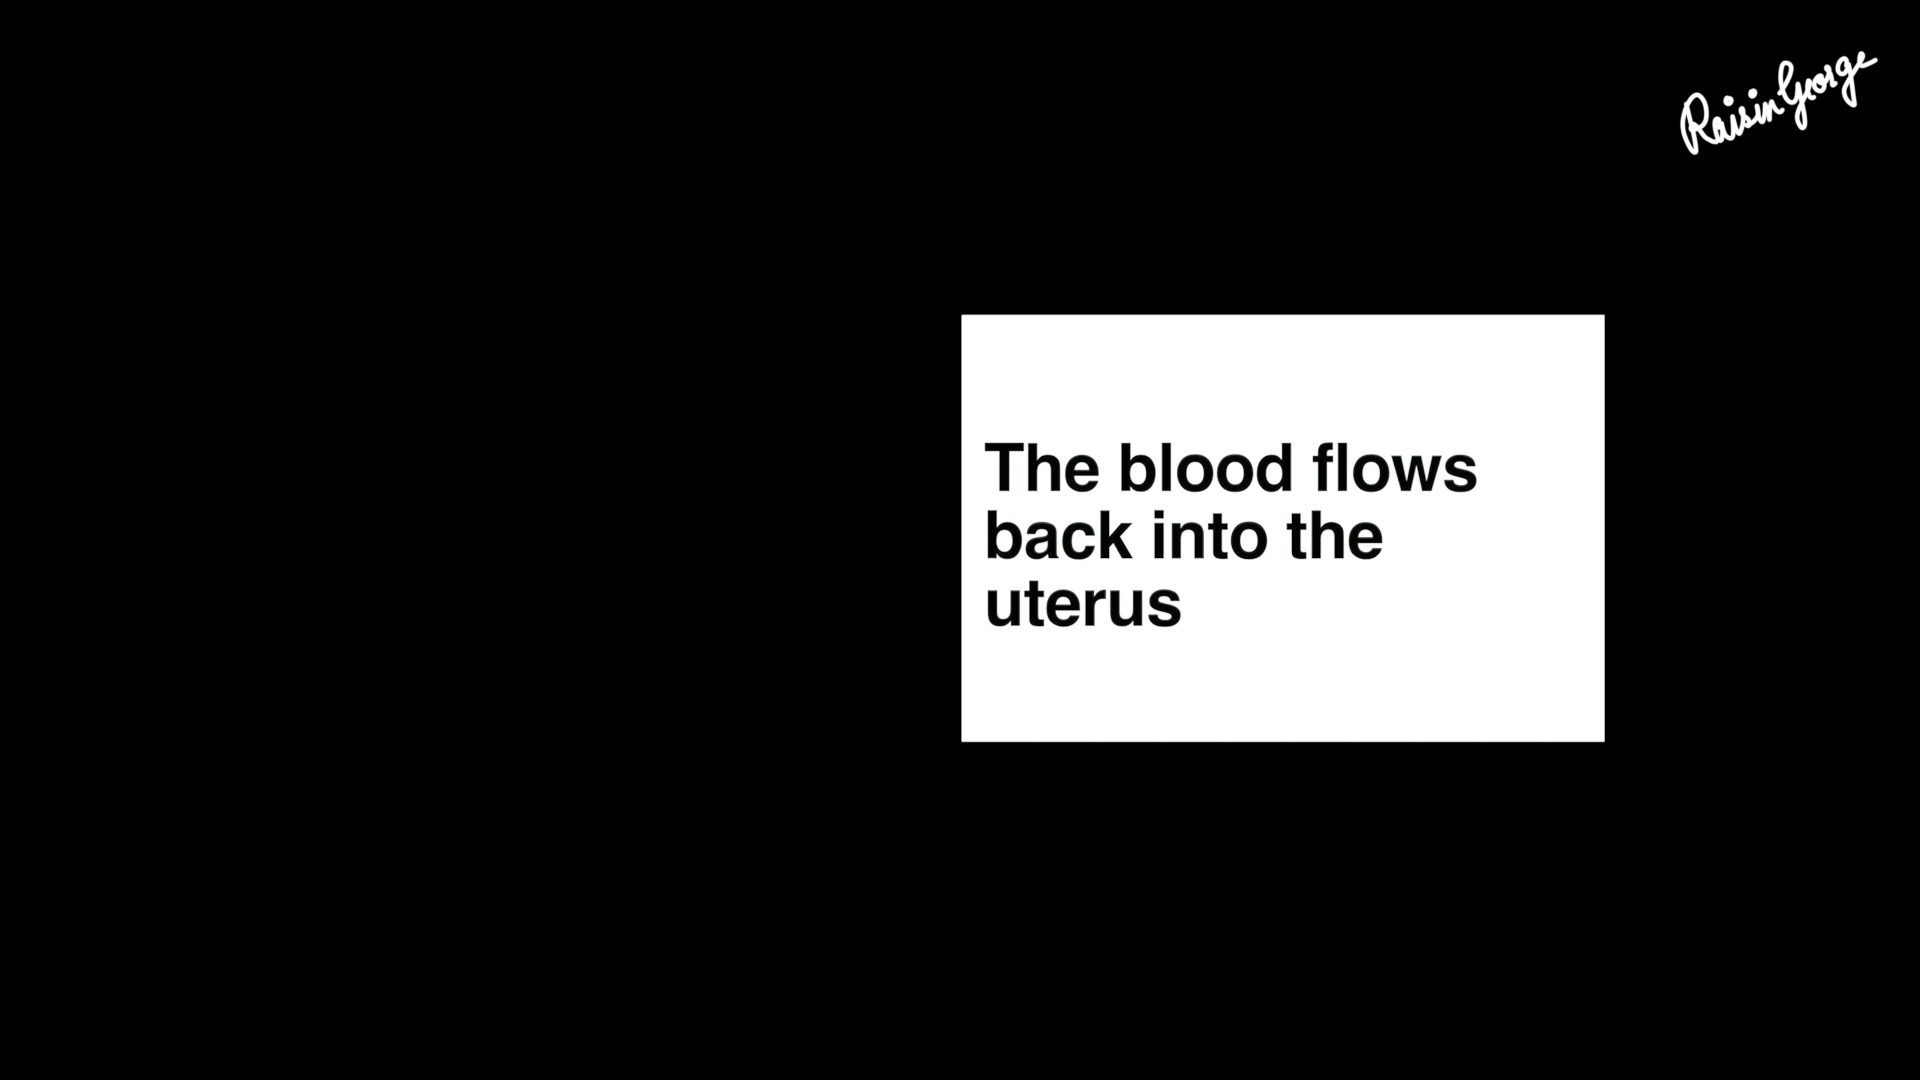 Raisin George
The blood flows
back into the
uterus